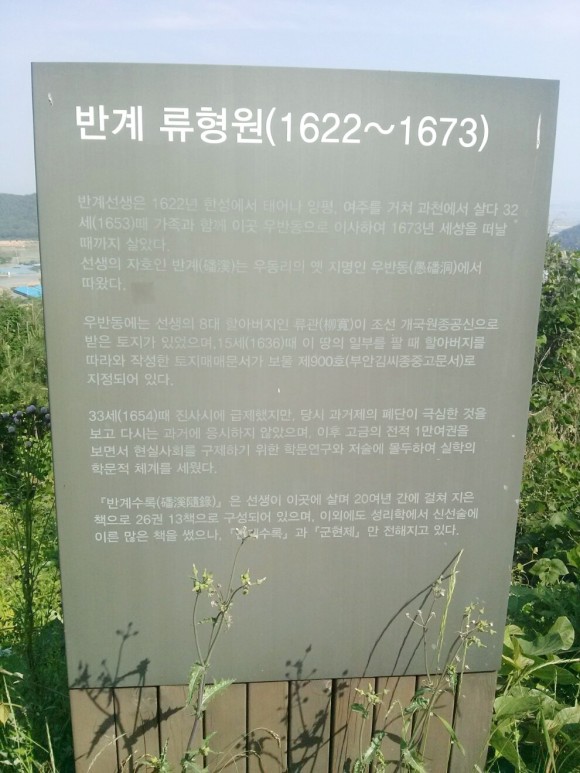 반계 류형원(1622～1673)
반계선생은 1622년 한성에서 태어나 양평, 여주를 거쳐 과천에서 살다 32
세(1653)때 가족과 함께 이곳 우반동으로 이사하여 1673년 세상을 떠날
때까지 살았다.
선생의 자호인 반계(磻溪)는 우동리의 옛 지명인 우반동(愚磻洞)에서
따왔다.
우반동에는 선생의 8대 할아버지인 류관(柳寬)이 조선 개국원종공신으로
받은 토지가 있었으며,15세(1636)때 이 땅의 일부를 팔 때 할아버지를
따라와 작성한 토지매매문서가 보물 제900호(부안김씨종중고문서)로
지정되어 있다.
33세(1654)때 진사시에 급제했지만, 당시 과거제의 폐단이 극심한 것을
보고 다시는 과거에 응시하지 않았으며, 이후 고금의 전적 1만여권을
보면서 현실사회를 구제하기 위한 학문연구와 저술에 몰두하여 실학의
학문적 체계를 세웠다.
「반계수록(磻溪隨錄)」은 선생이 이곳에 살며 20여년 간에 걸쳐 지은
책으로 26권 13책으로 구성되어 있으며, 이외에도 성리학에서 신선술에
이른 많은 책을 썼으나, 「 계수록」과 「군현제」만 전해지고 있다.